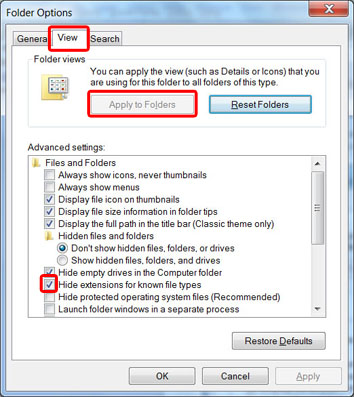 Folder Options
General View Search
Folder views
You can apply the view (such as Details or Icons) that you
are using for this folder to all folders of this type.
Apply to Folders Reset Folders
Advanced settings:
Files and Folders
Always show icons, never thumbnails
Always show menus
Display file icon on thumbnails
Display file size information in folder tips
Display the full path in the title bar (Classic theme only)
Hidden files and folders
Don't show hidden files, folders, or drives
Show hidden files, folders, and drives
Hide empty drives in the Computer folder
Hide extensions for known file types
Hide protected operating system files (Recommended)
Launch folder windows in a separate process
Restore Defaults
OK Cancel Apply